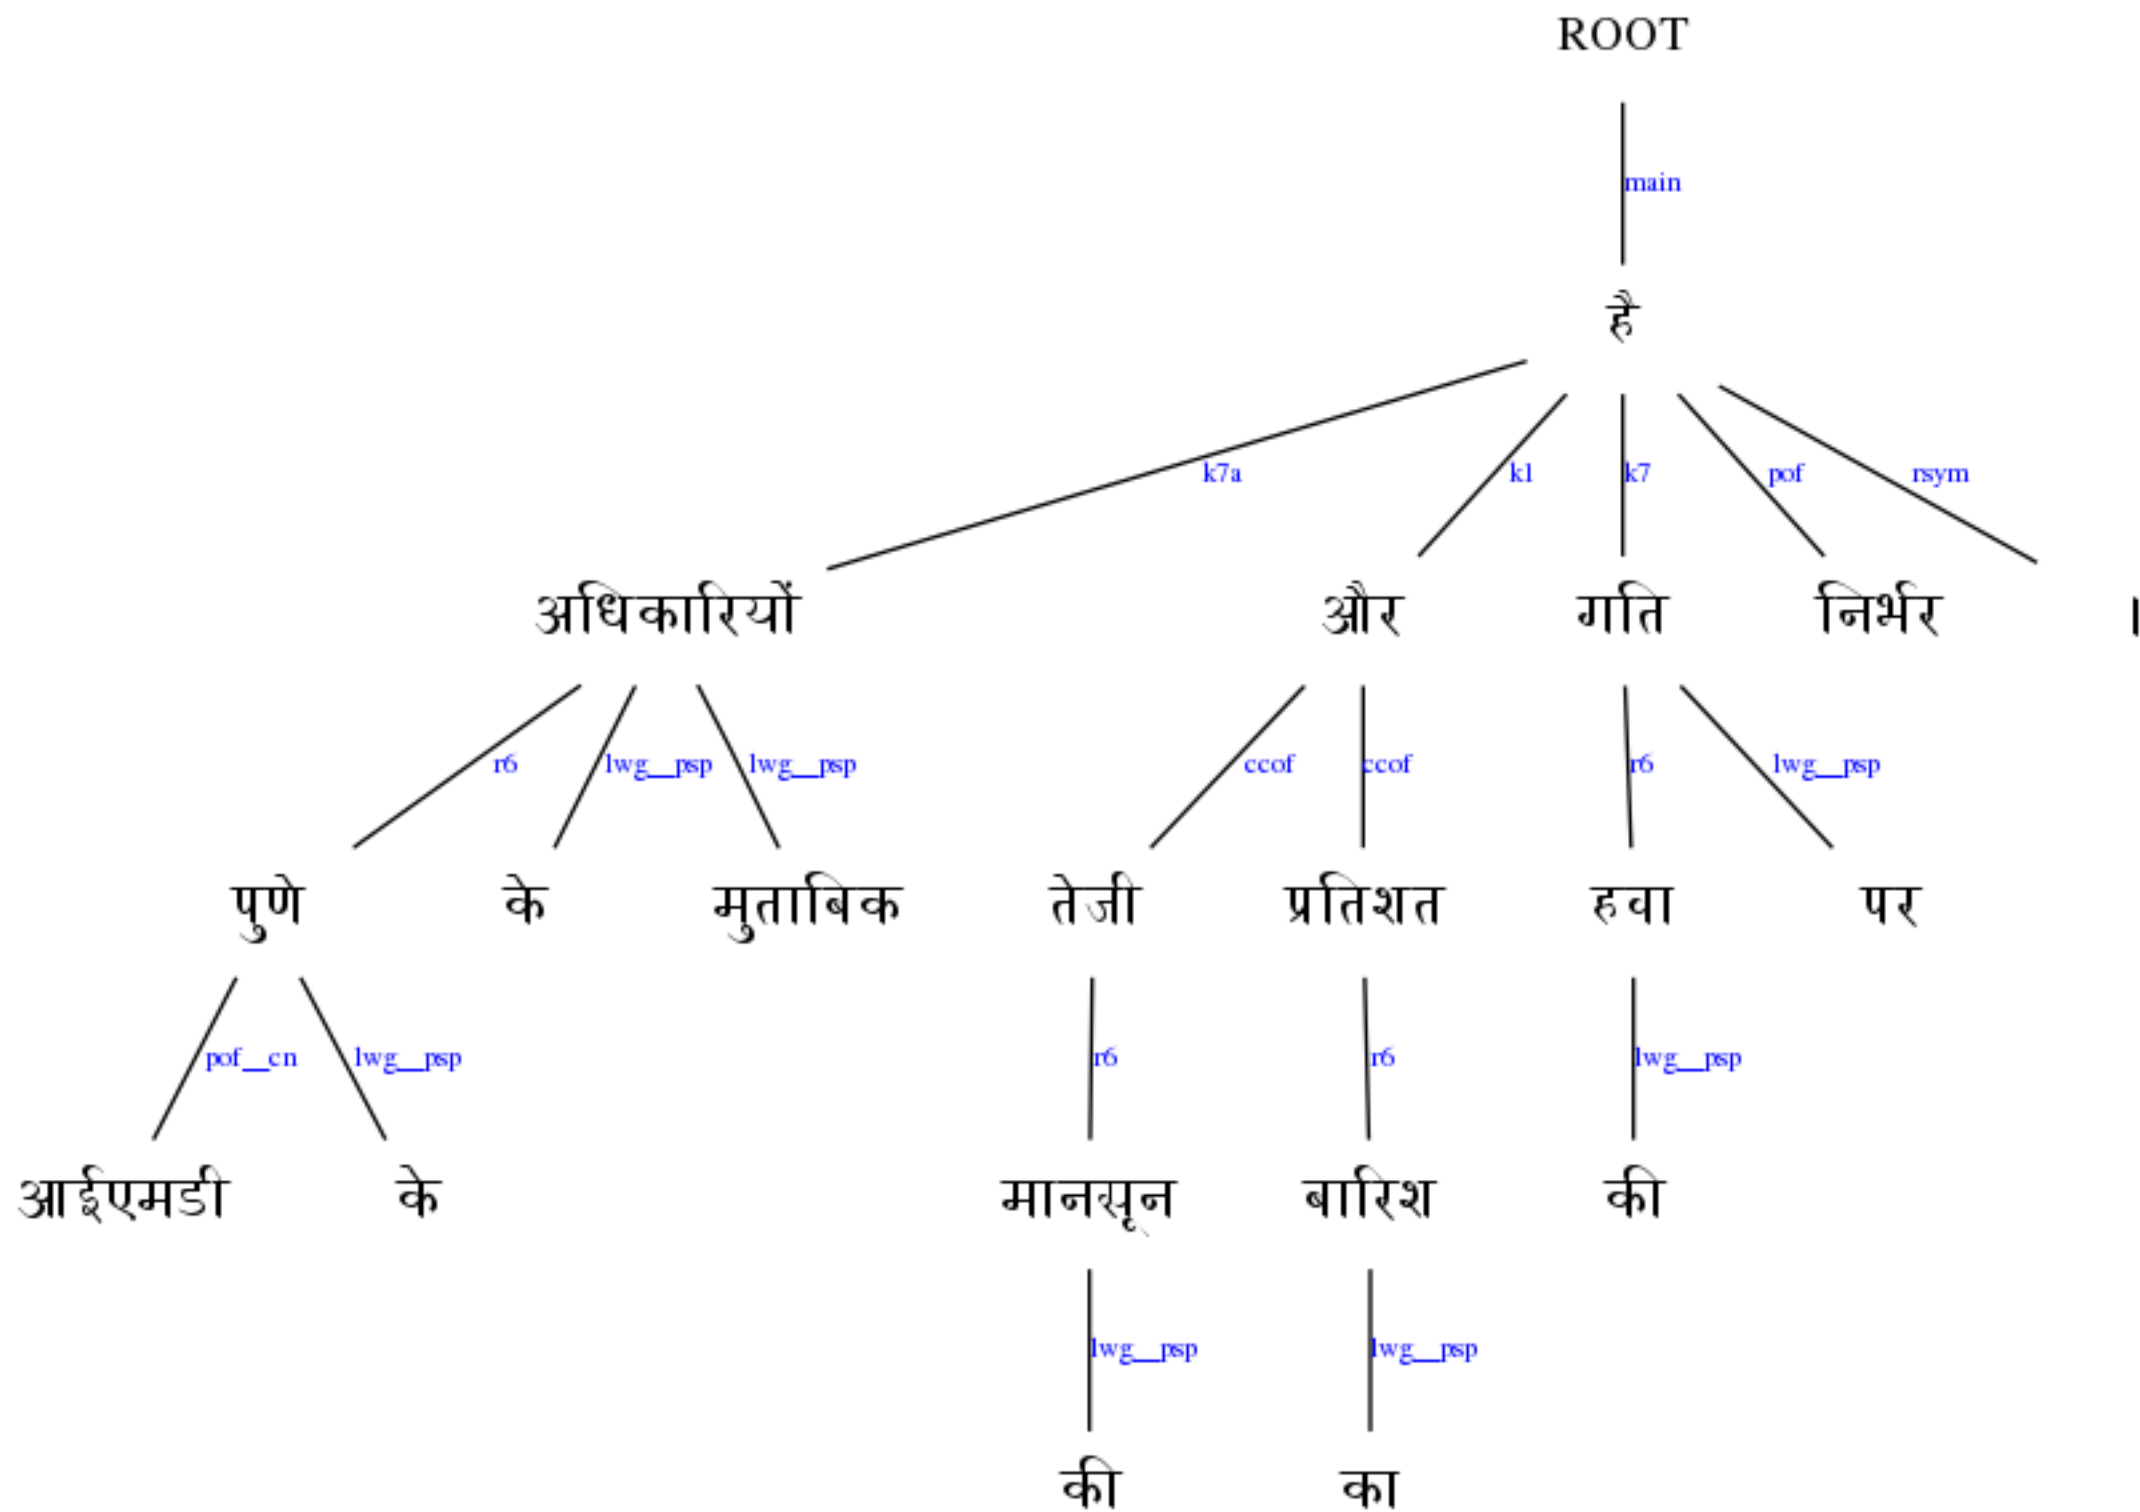 ROOT
main
है
k7a k1 k7 pof rsym
अधिकारियों और गति निर्भर ।
r6 lwg__psp lwg__psp ccof ccof r6 lwg__psp
पुणे के मुताबिक तेजी प्रतिशत हवा पर
pof__cn lwg__psp r6 r6 lwg__psp
आईएमडी के मानसून बारिश की
lwg__psp lwg__psp
की का